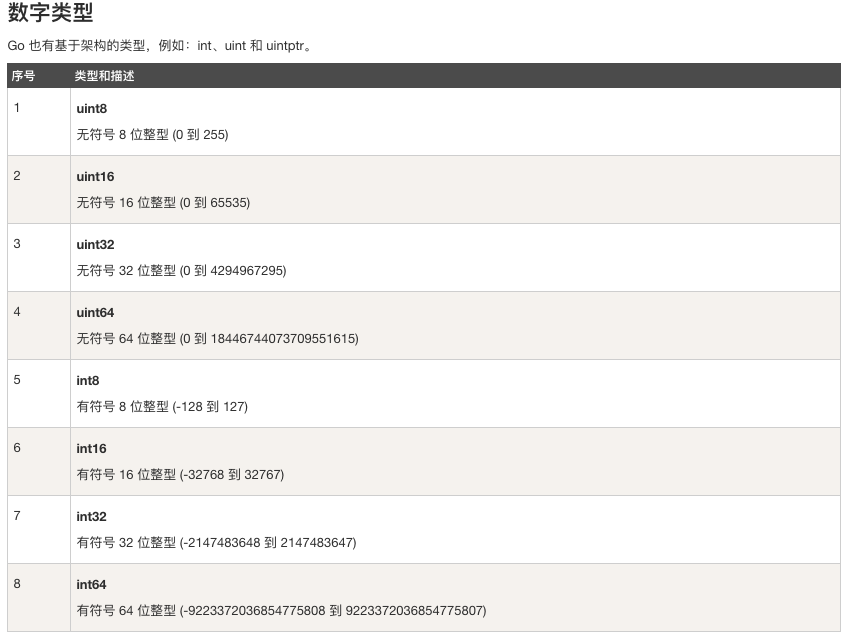 数字类型
Go 也有基于架构的类型，例如：int、uint 和 uintptr。
序号 类型和描述
1 uint8
无符号 8 位整型 (0 到 255)
2 uint16
无符号 16 位整型 (0 到 65535)
3 uint32
无符号 32 位整型 (0 到 4294967295)
4 uint64
无符号 64 位整型 (0 到 18446744073709551615)
5 int8
有符号 8 位整型 (-128 到 127)
6 int16
有符号 16 位整型 (-32768 到 32767)
7 int32
有符号 32 位整型 (-2147483648 到 2147483647)
8 int64
有符号 64 位整型 (-9223372036854775808 到 9223372036854775807)